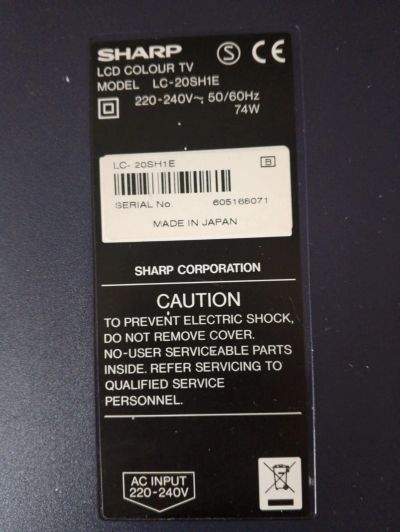 SHARP S CE
LCD COLOUR TV
MODEL LC-20SH1E
220-240V~, 50/60Hz
74W
LC- 20SH1E B
SERIAL No. 605168071
MADE IN JAPAN
SHARP CORPORATION
CAUTION
TO PREVENT ELECTRIC SHOCK,
DO NOT REMOVE COVER.
NO-USER SERVICEABLE PARTS
INSIDE. REFER SERVICING TO
QUALIFIED SERVICE
PERSONNEL.
AC INPUT
220-240V